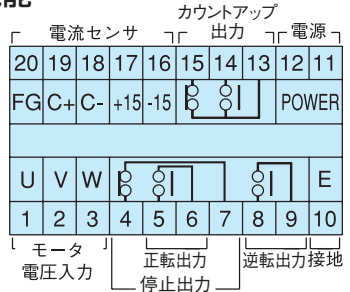 カウントアップ
電流センサ 出力 電源
20 19 18 17 16 15 14 13 12 11
FG C+ C- +15 -15 POWER
U V W E
1 2 3 4 5 6 7 8 9 10
モータ 正転出力 逆転出力 接地
電圧入力 停止出力